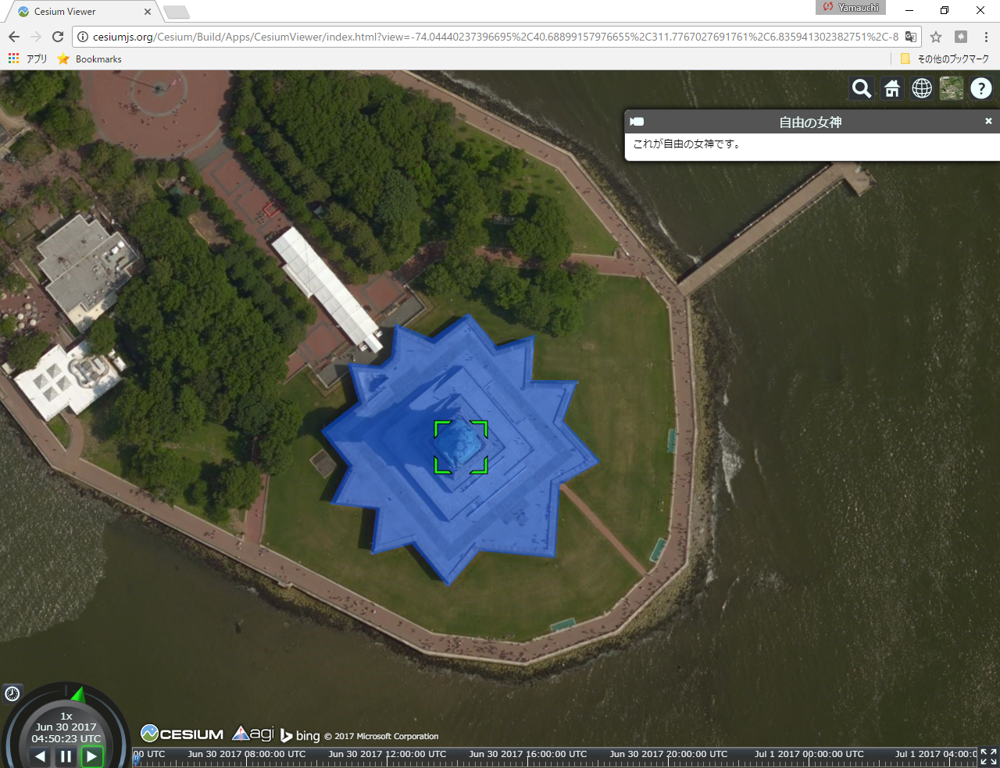 Cesium Viewer
Yamauchi
cesiumjs.org/Cesium/Build/Apps/CesiumViewer/index.html?view=-74.04440237396695%2C40.68899157976655%2C311.7767027691761%2C6.835941302382751%2C-8
アプリ
Bookmarks
その他のブックマーク
自由の女神
これが自由の女神です。
1x
Jun 30 2017
04:50:23 UTC
CESIUM
agi
bing
© 2017 Microsoft Corporation
00 UTC
Jun 30 2017 08:00:00 UTC
Jun 30 2017 12:00:00 UTC
Jun 30 2017 16:00:00 UTC
Jun 30 2017 20:00:00 UTC
Jul 1 2017 00:00:00 UTC
Jul 1 2017 04:00:0